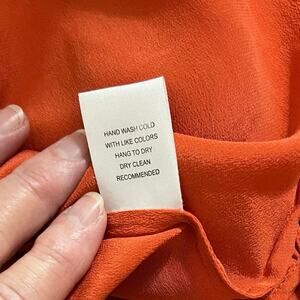 HAND WASH COLD
WITH LIKE COLORS
HANG TO DRY
DRY CLEAN
RECOMMENDED